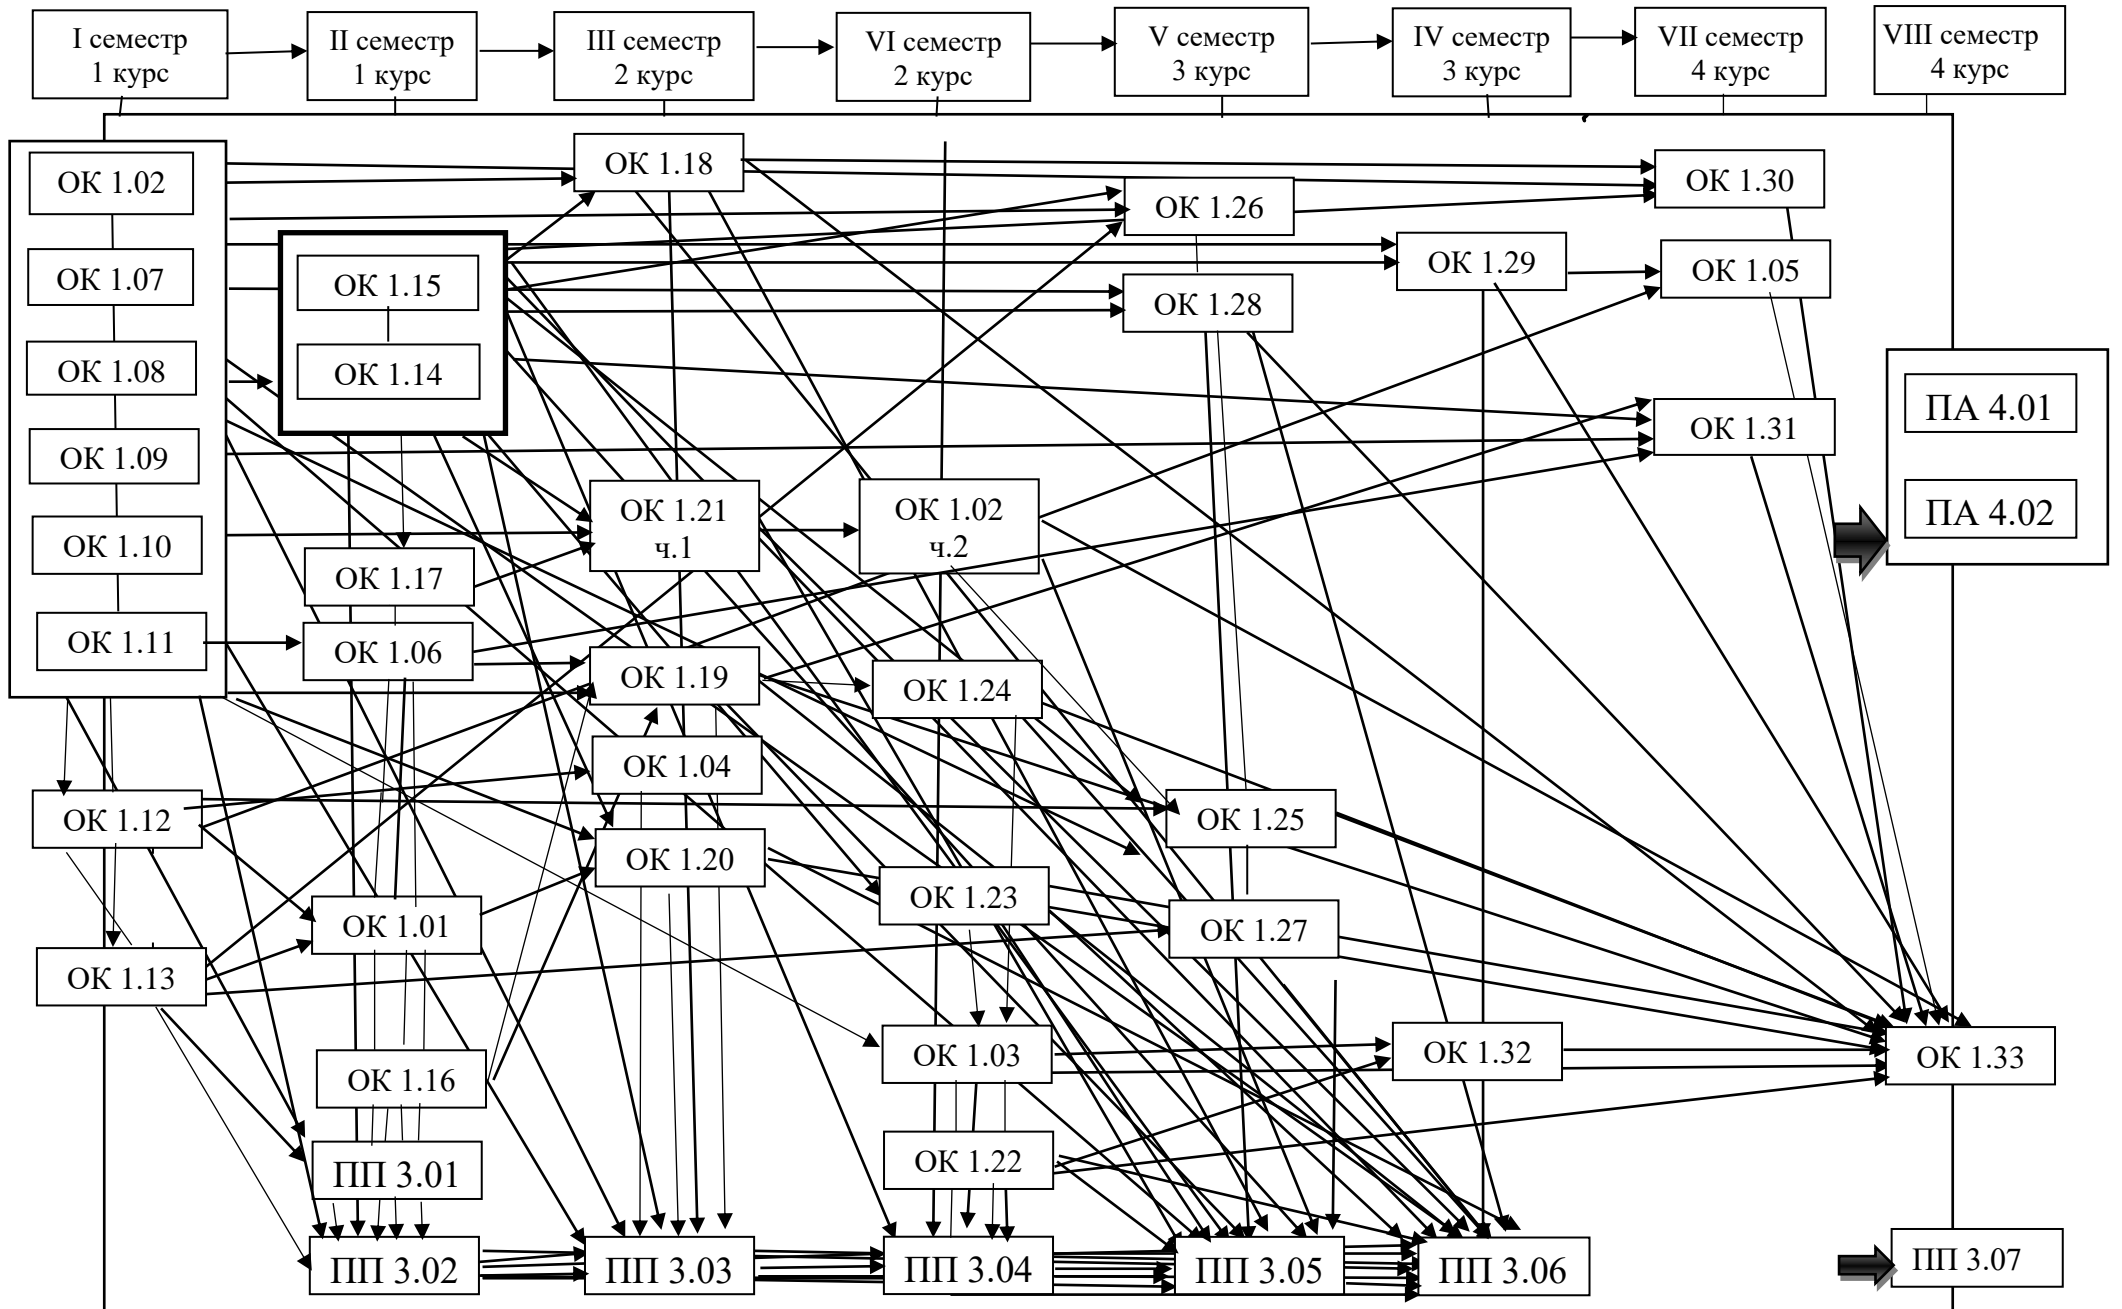 I семестр
1 курс
II семестр
1 курс
III семестр
2 курс
VI семестр
2 курс
V семестр
3 курс
IV семестр
3 курс
VII семестр
4 курс
VIII семестр
4 курс
ОК 1.02
ОК 1.07
ОК 1.08
ОК 1.09
ОК 1.10
ОК 1.11
ОК 1.12
ОК 1.13
ОК 1.15
ОК 1.14
ОК 1.17
ОК 1.06
ОК 1.01
ОК 1.16
ПП 3.01
ПП 3.02
ОК 1.18
ОК 1.21
ч.1
ОК 1.19
ОК 1.04
ОК 1.20
ПП 3.03
ОК 1.02
ч.2
ОК 1.24
ОК 1.23
ОК 1.03
ОК 1.22
ПП 3.04
ОК 1.26
ОК 1.28
ОК 1.25
ОК 1.27
ПП 3.05
ОК 1.29
ОК 1.32
ПП 3.06
ОК 1.30
ОК 1.05
ОК 1.31
ПА 4.01
ПА 4.02
ОК 1.33
ПП 3.07